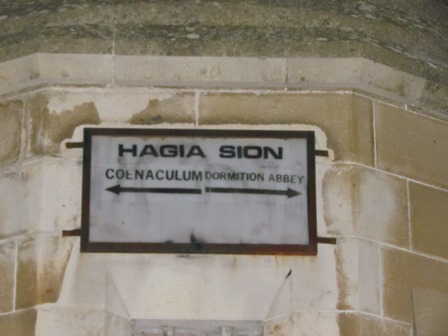 HAGIA SION
COENACULUM DORMITION ABBEY